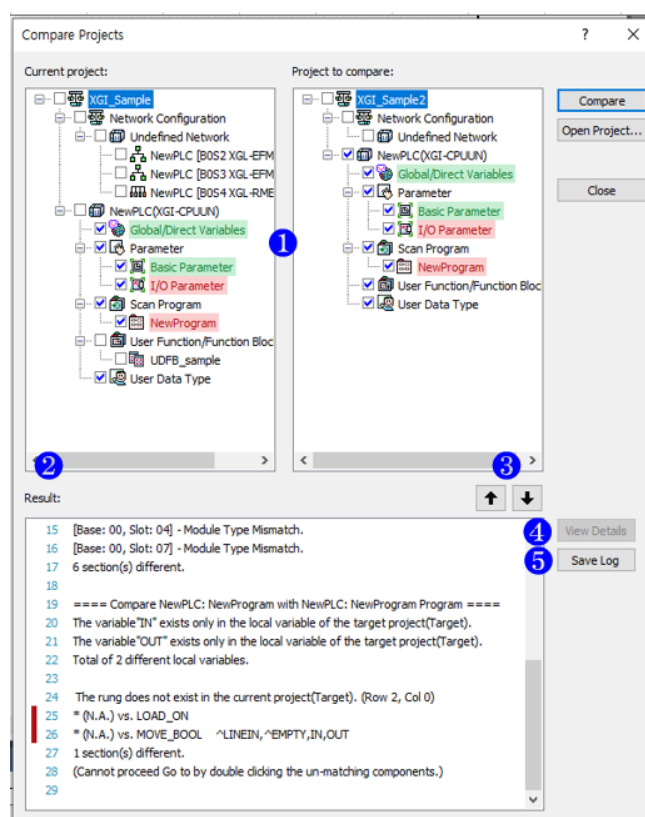 Compare Projects
?
Current project:
Project to compare:
XGI_Sample
Network Configuration
Undefined Network
NewPLC [B0S2 XGL-EFM
NewPLC [B0S3 XGL-EFM
NewPLC [B0S4 XGL-RME
NewPLC(XGI-CPUUN)
Global/Direct Variables
Parameter
Basic Parameter
I/O Parameter
Scan Program
NewProgram
User Function/Function Bloc
UDFB_sample
User Data Type
1
2
XGI_Sample2
Network Configuration
Undefined Network
NewPLC(XGI-CPUUN)
Global/Direct Variables
Parameter
Basic Parameter
I/O Parameter
Scan Program
NewProgram
User Function/Function Bloc
User Data Type
3
Compare
Open Project...
Close
Result:
15 [Base: 00, Slot: 04] - Module Type Mismatch.
16 [Base: 00, Slot: 07] - Module Type Mismatch.
17 6 section(s) different.
18
19 ==== Compare NewPLC: NewProgram with NewPLC: NewProgram Program ====
20 The variable"IN" exists only in the local variable of the target project(Target).
21 The variable"OUT" exists only in the local variable of the target project(Target).
22 Total of 2 different local variables.
23
24 The rung does not exist in the current project(Target). (Row 2, Col 0)
25 * (N.A.) vs. LOAD_ON
26 * (N.A.) vs. MOVE_BOOL ^LINEIN,^EMPTY,IN,OUT
27 1 section(s) different.
28 (Cannot proceed Go to by double clicking the un-matching components.)
29
4 View Details
5 Save Log